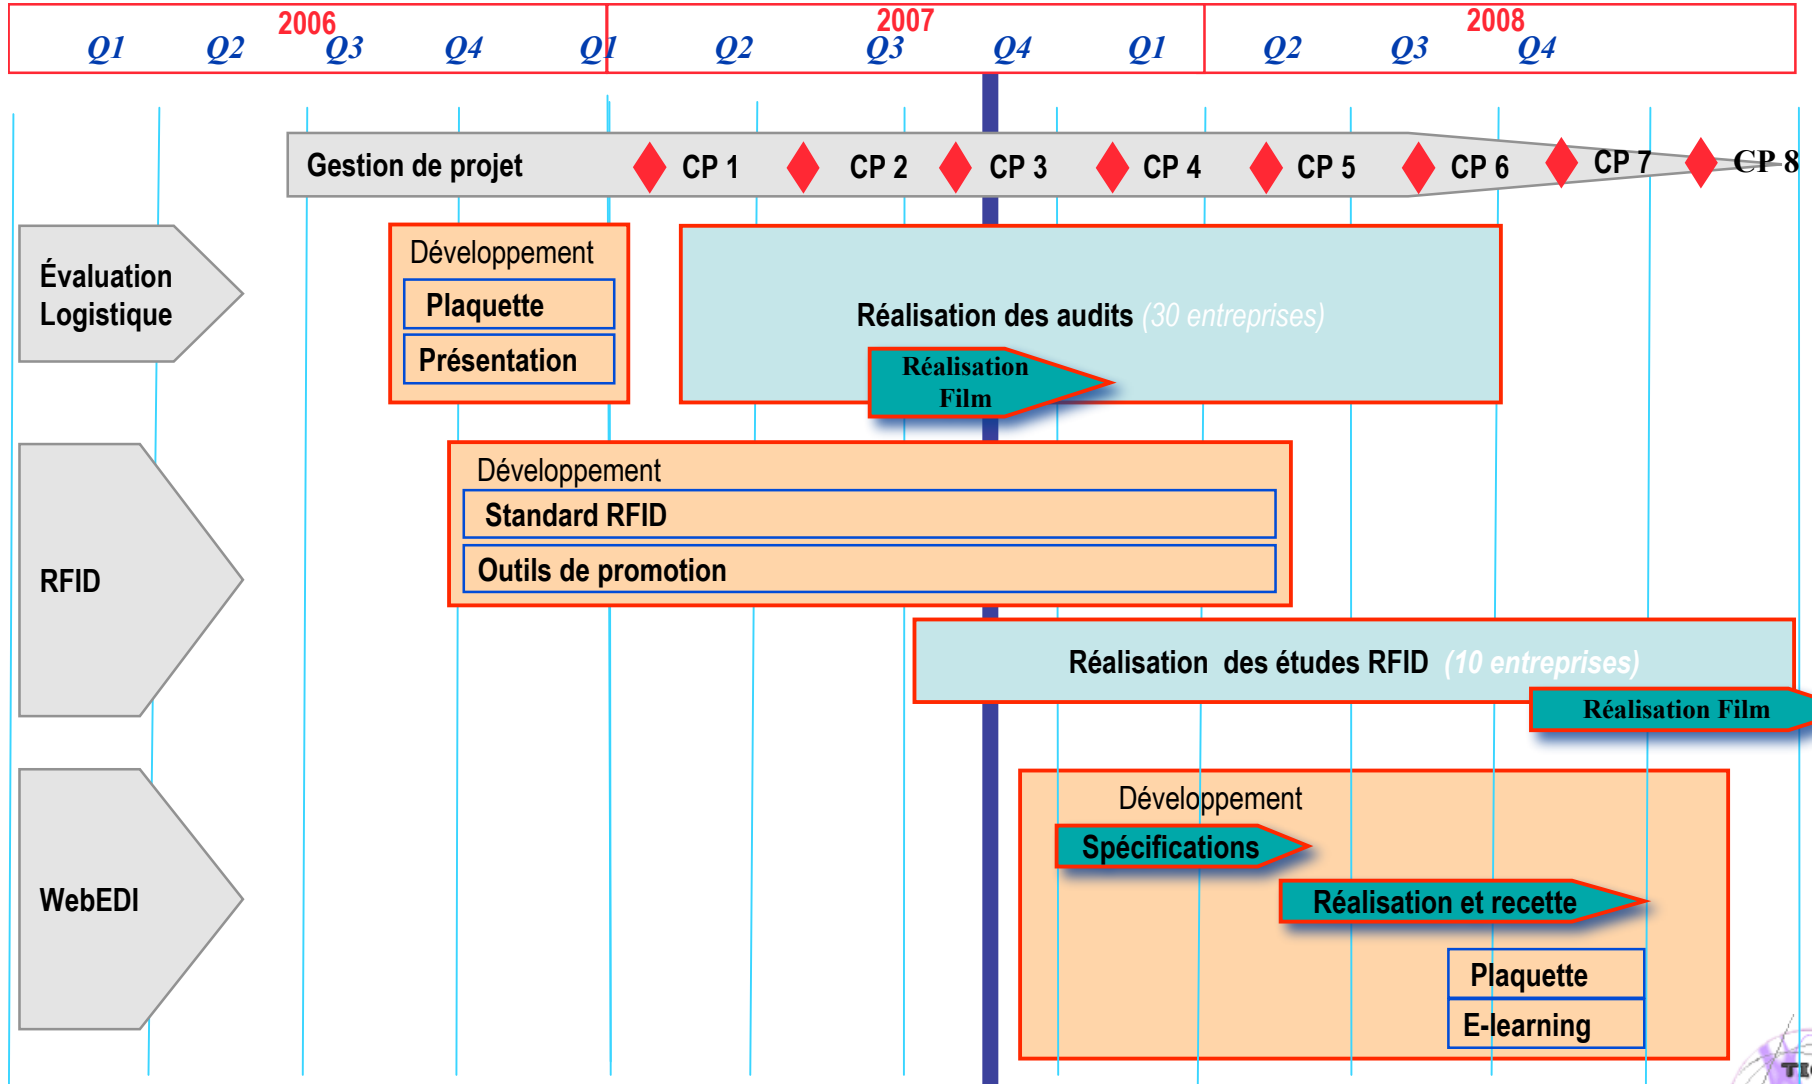 2006 2007 2008
Q1 Q2 Q3 Q4 Q1 Q2 Q3 Q4 Q1 Q2 Q3 Q4
Gestion de projet CP 1 CP 2 CP 3 CP 4 CP 5 CP 6 CP 7 CP 8
Évaluation
Logistique
Développement
Plaquette
Présentation
Réalisation des audits (30 entreprises)
Réalisation
Film
RFID
Développement
Standard RFID
Outils de promotion
Réalisation des études RFID (10 entreprises)
Réalisation Film
WebEDI
Développement
Spécifications
Réalisation et recette
Plaquette
E-learning